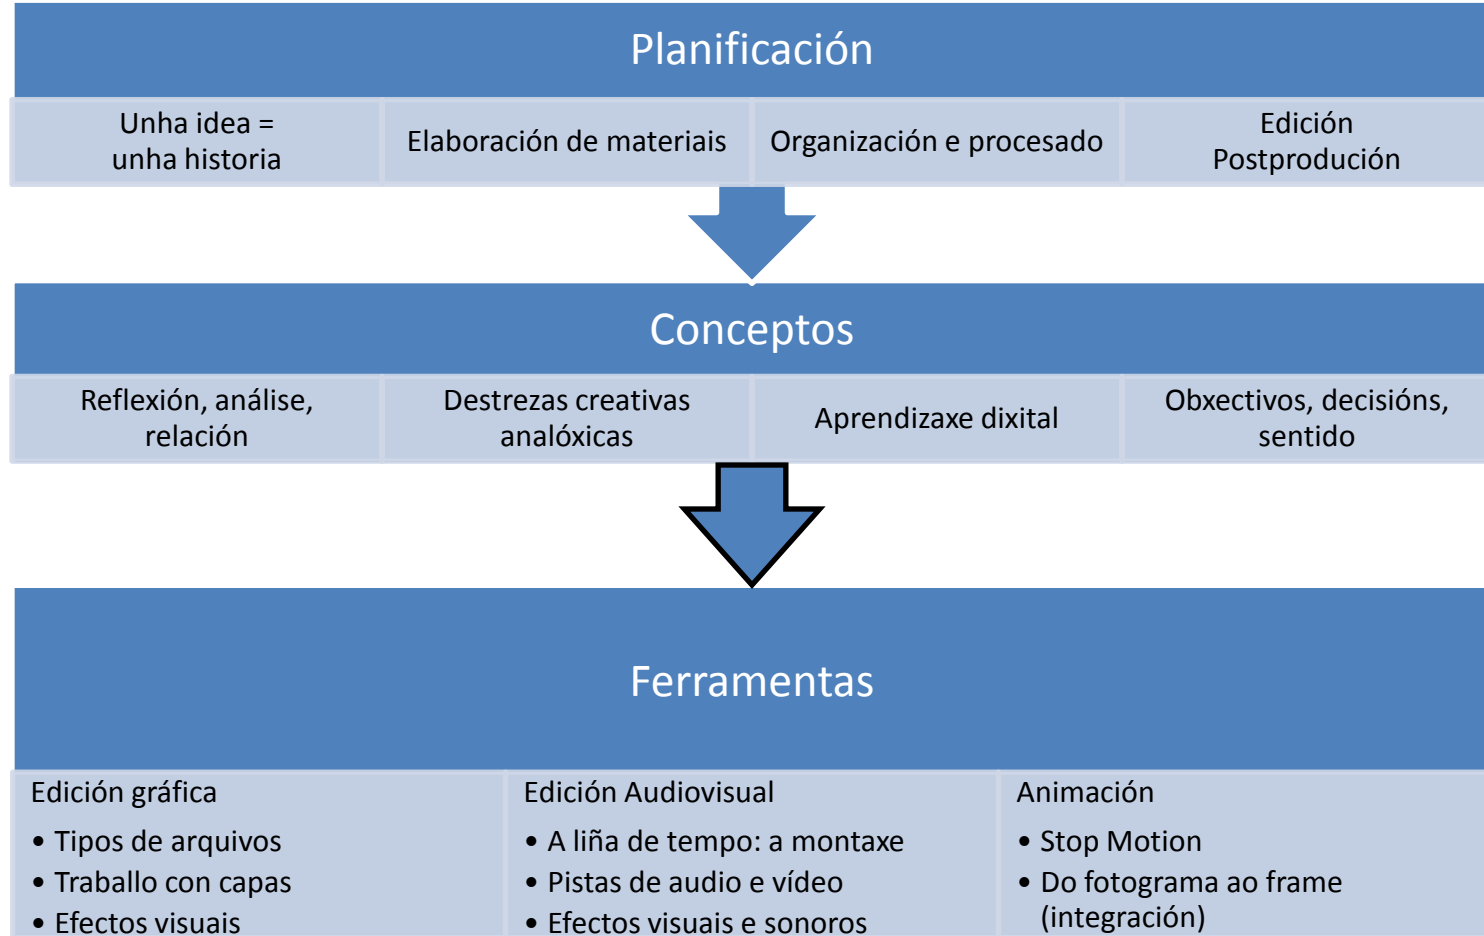 Planificación
Unha idea =
unha historia
Elaboración de materiais
Organización e procesado
Edición
Postprodución
Conceptos
Reflexión, análise,
relación
Destrezas creativas
analóxicas
Aprendizaxe dixital
Obxectivos, decisións,
sentido
Ferramentas
Edición gráfica
• Tipos de arquivos
• Traballo con capas
• Efectos visuais
Edición Audiovisual
• A liña de tempo: a montaxe
• Pistas de audio e vídeo
• Efectos visuais e sonoros
Animación
• Stop Motion
• Do fotograma ao frame
(integración)